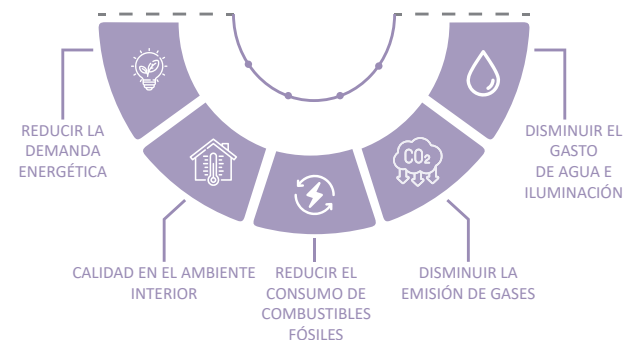 REDUCIR LA
DEMANDA
ENERGÉTICA
CALIDAD EN EL AMBIENTE
INTERIOR
REDUCIR EL
CONSUMO DE
COMBUSTIBLES
FÓSILES
CO₂
DISMINUIR LA
EMISIÓN DE GASES
DISMINUIR EL
GASTO
DE AGUA E
ILUMINACIÓN